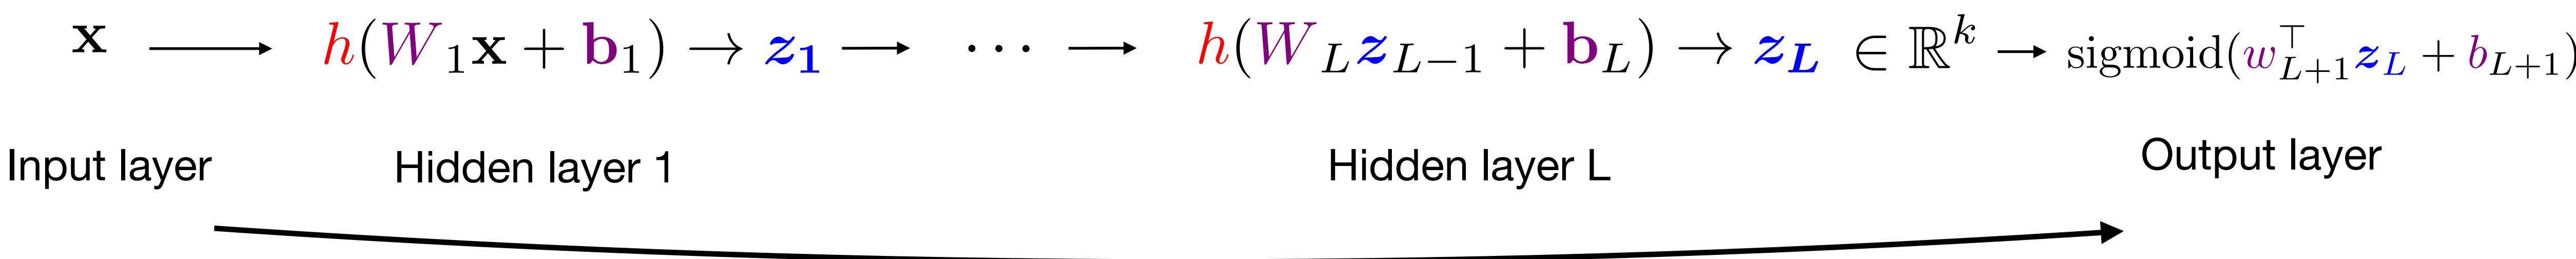 x → h(W₁x + b₁) → z₁ → ⋯ → h(W_L z_{L−1} + b_L) → z_L ∈ ℝᵏ → sigmoid(w_{L+1}^⊤ z_L + b_{L+1})
Input layer Hidden layer 1 Hidden layer L Output layer